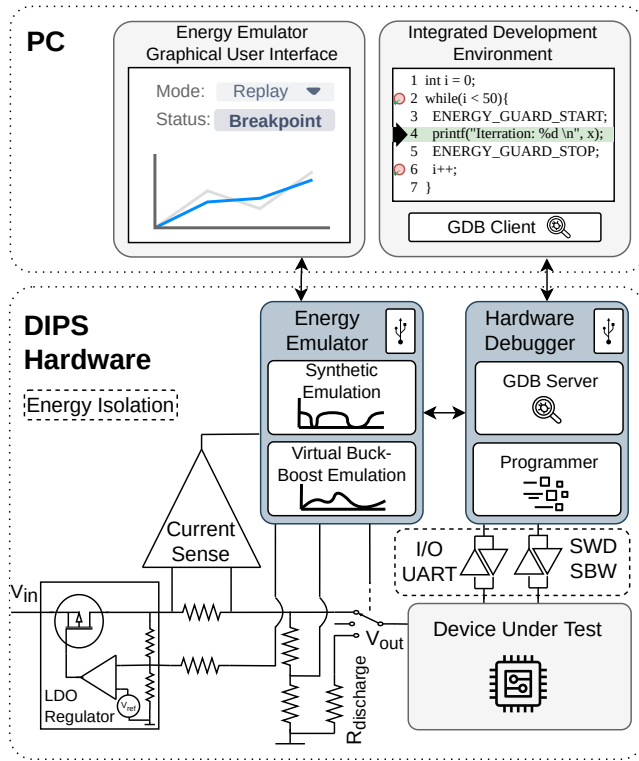 PC
Energy Emulator
Graphical User Interface
Mode: Replay
Status: Breakpoint
Integrated Development
Environment
1 int i = 0;
2 while(i < 50){
3 ENERGY_GUARD_START;
4 printf("Iterration: %d \n", x);
5 ENERGY_GUARD_STOP;
6 i++;
7 }
GDB Client
DIPS
Hardware
Energy Isolation
Energy
Emulator
Synthetic
Emulation
Virtual Buck-
Boost Emulation
Hardware
Debugger
GDB Server
Programmer
Current
Sense
I/O
UART
SWD
SBW
Vin
Vout
Rdischarge
LDO
Regulator
Vref
Device Under Test